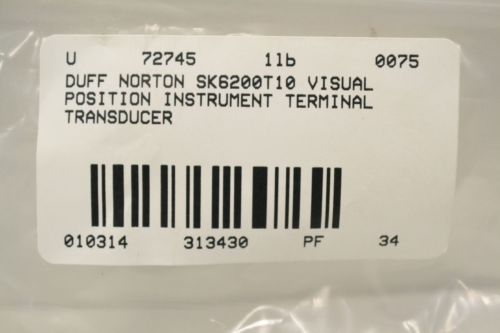 U 72745 1lb 0075
DUFF NORTON SK6200T10 VISUAL
POSITION INSTRUMENT TERMINAL
TRANSDUCER
010314 313430 PF 34